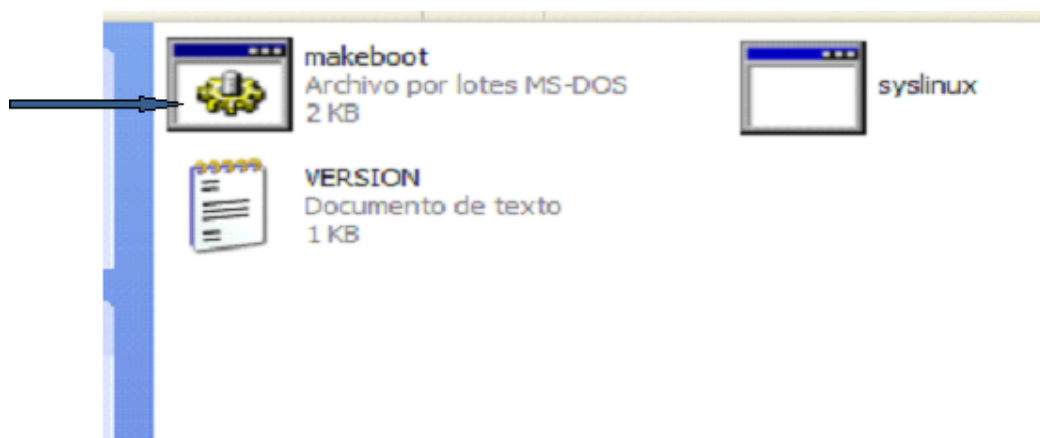 makeboot
Archivo por lotes MS-DOS
2 KB
syslinux
VERSION
Documento de texto
1 KB